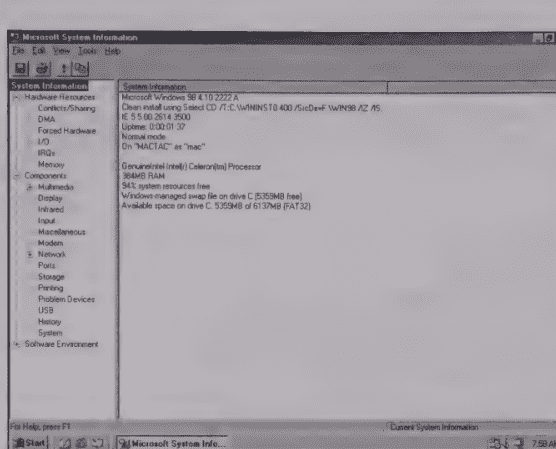 Microsoft System Information
File Edit View Tools Help
System Information
Hardware Resources
Conflicts/Sharing
DMA
Forced Hardware
I/O
IRQs
Memory
Components
Multimedia
Display
Infrared
Input
Miscellaneous
Modem
Network
Ports
Storage
Printing
Problem Devices
USB
History
System
Software Environment
System Information
Microsoft Windows 98 4.10.2222 A
Clean install using Select CD /T:C:\WININST0.400 /SrcDir=F:\WIN98 /IZ /IS
IE 5 5.00.2614.3500
Uptime: 0:00:01:37
Normal mode
On "MACTAC" as "mac"
GenuineIntel Intel(r) Celeron(tm) Processor
384MB RAM
94% system resources free
Windows-managed swap file on drive C (5359MB free)
Available space on drive C: 5359MB of 6137MB (FAT32)
For Help, press F1
Current System Information
Start
Microsoft System Info...
7:58 AM